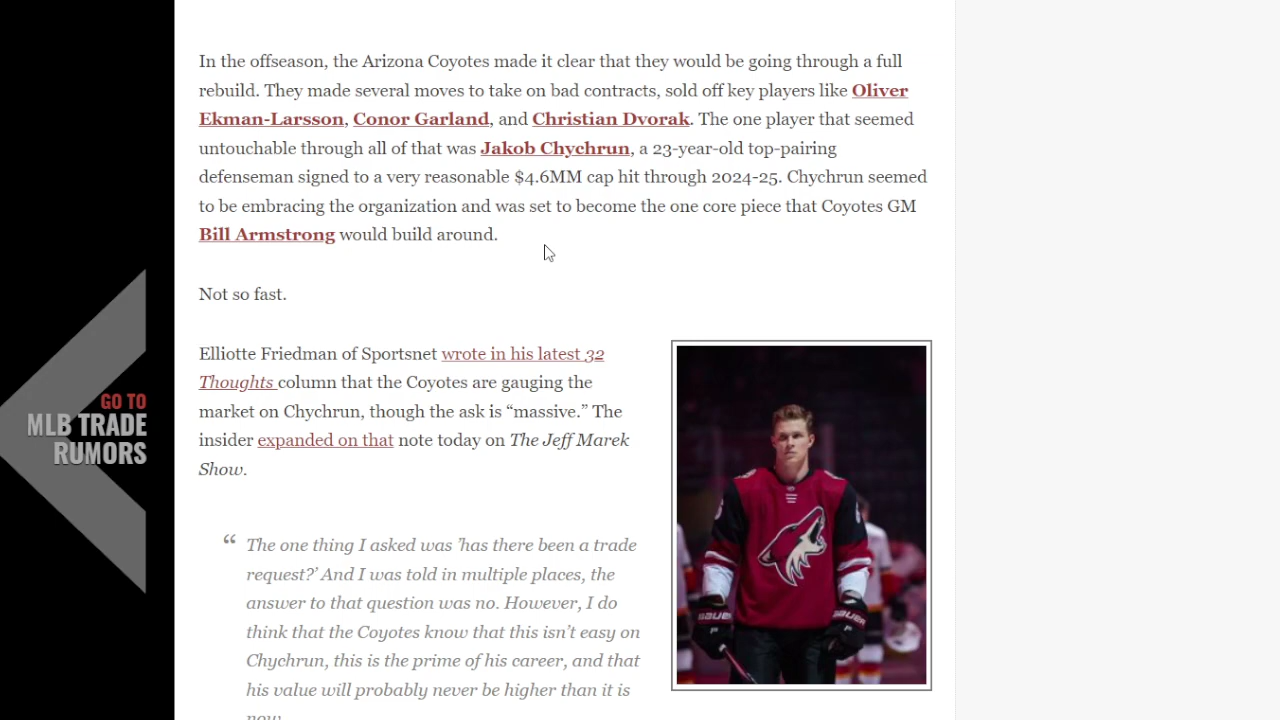 In the offseason, the Arizona Coyotes made it clear that they would be going through a full
rebuild. They made several moves to take on bad contracts, sold off key players like Oliver
Ekman-Larsson, Conor Garland, and Christian Dvorak. The one player that seemed
untouchable through all of that was Jakob Chychrun, a 23-year-old top-pairing
defenseman signed to a very reasonable $4.6MM cap hit through 2024-25. Chychrun seemed
to be embracing the organization and was set to become the one core piece that Coyotes GM
Bill Armstrong would build around.
Not so fast.
Elliotte Friedman of Sportsnet wrote in his latest 32
Thoughts column that the Coyotes are gauging the
market on Chychrun, though the ask is “massive.” The
insider expanded on that note today on The Jeff Marek
Show.
“ The one thing I asked was ’has there been a trade
request?’ And I was told in multiple places, the
answer to that question was no. However, I do
think that the Coyotes know that this isn’t easy on
Chychrun, this is the prime of his career, and that
his value will probably never be higher than it is
now.
GO TO
MLB TRADE
RUMORS
BAUER
BAUER